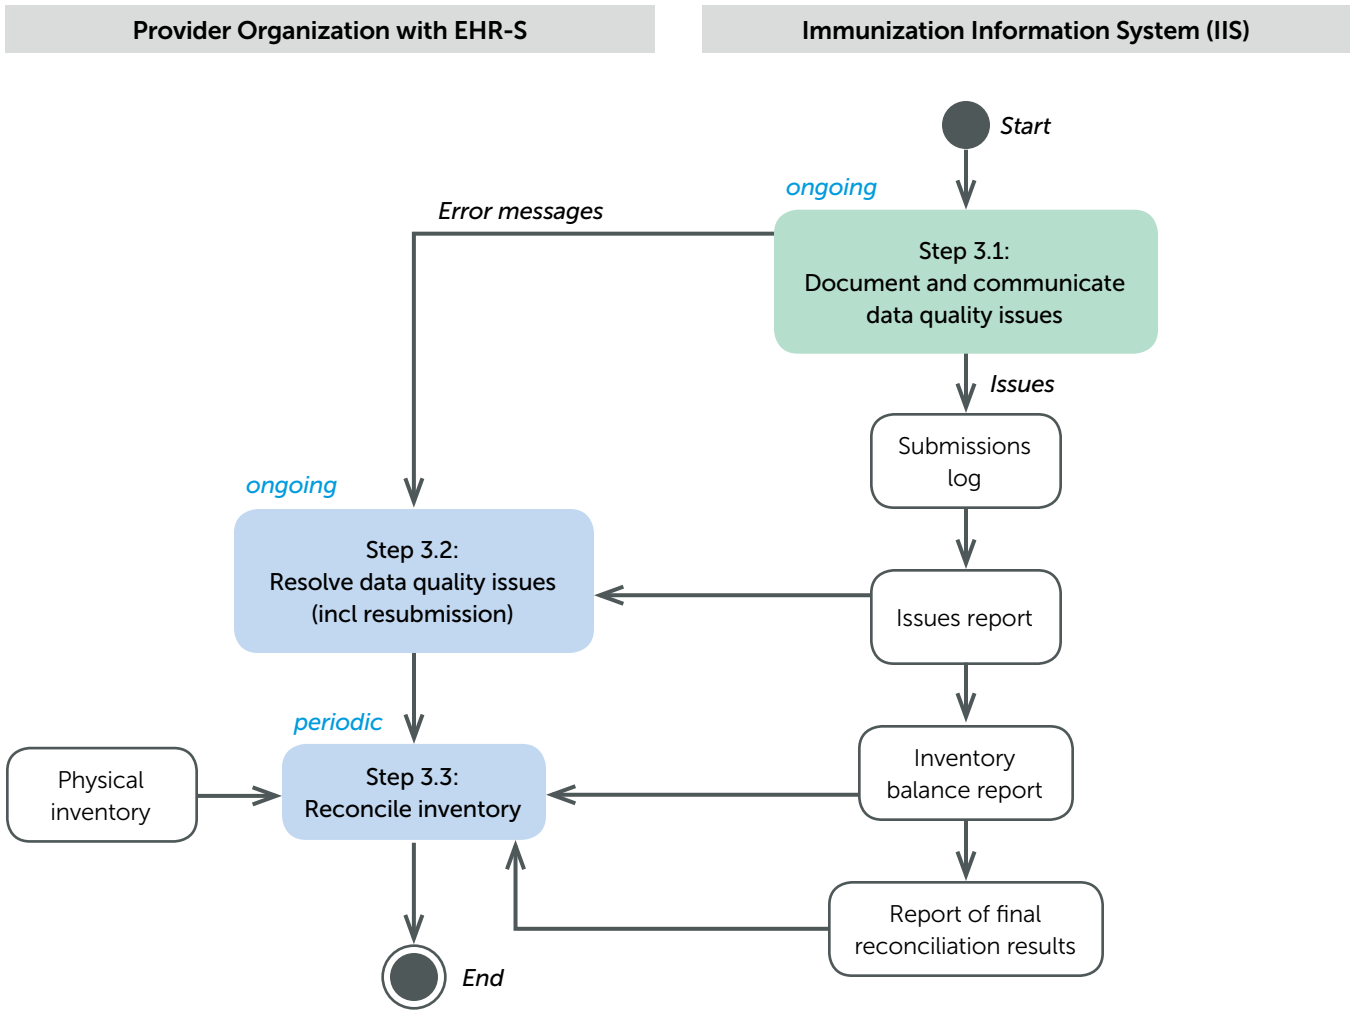 Provider Organization with EHR-S
Immunization Information System (IIS)
Start
ongoing
Error messages
Step 3.1:
Document and communicate
data quality issues
Issues
Submissions
log
ongoing
Step 3.2:
Resolve data quality issues
(incl resubmission)
Issues report
periodic
Physical
inventory
Step 3.3:
Reconcile inventory
Inventory
balance report
Report of final
reconciliation results
End